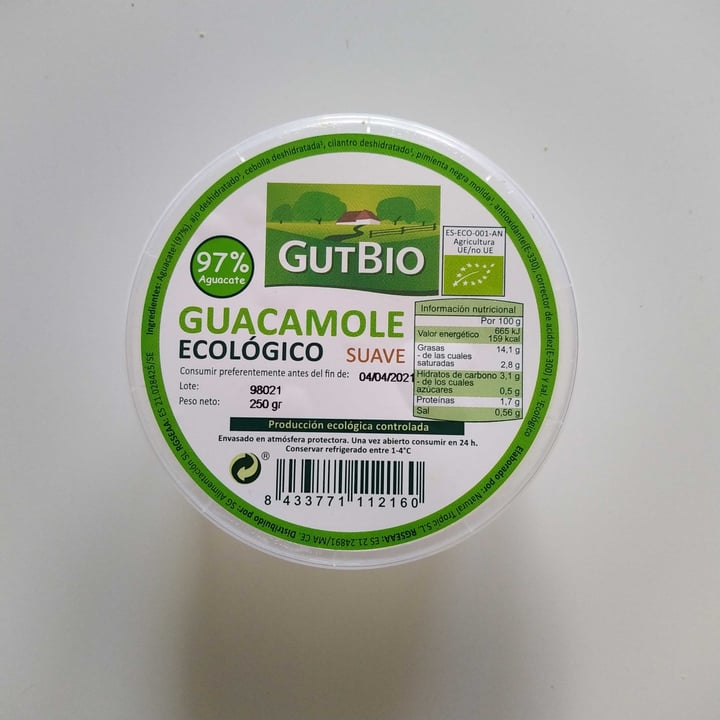 Ingredientes: Aguacate¹(97%), ajo deshidratado¹, cebolla deshidratada¹, cilantro deshidratado¹, pimienta negra molida¹, antioxidante(E-330), corrector de acidez(E-300) y sal. ¹Ecológico
GUTBIO
97%
Aguacate
ES-ECO-001-AN
Agricultura
UE/no UE
GUACAMOLE
ECOLÓGICO SUAVE
Consumir preferentemente antes del fin de: 04/04/2021
Lote: 98021
Peso neto: 250 gr
Información nutricional
Por 100 g
Valor energético 665 kJ
159 kcal
Grasas 14,1 g
- de las cuales
saturadas 2,8 g
Hidratos de carbono 3,1 g
- de los cuales
azúcares 0,5 g
Proteínas 1,7 g
Sal 0,56 g
Producción ecológica controlada
Envasado en atmósfera protectora. Una vez abierto consumir en 24 h.
Conservar refrigerado entre 1-4°C
®
8 433771 112160
Elaborado por: Natural Tropic S.L. RGSEAA: ES 21.24891/MA CE. Distribuido por: SG Alimentación SL RGSEAA: ES 21.028425/SE